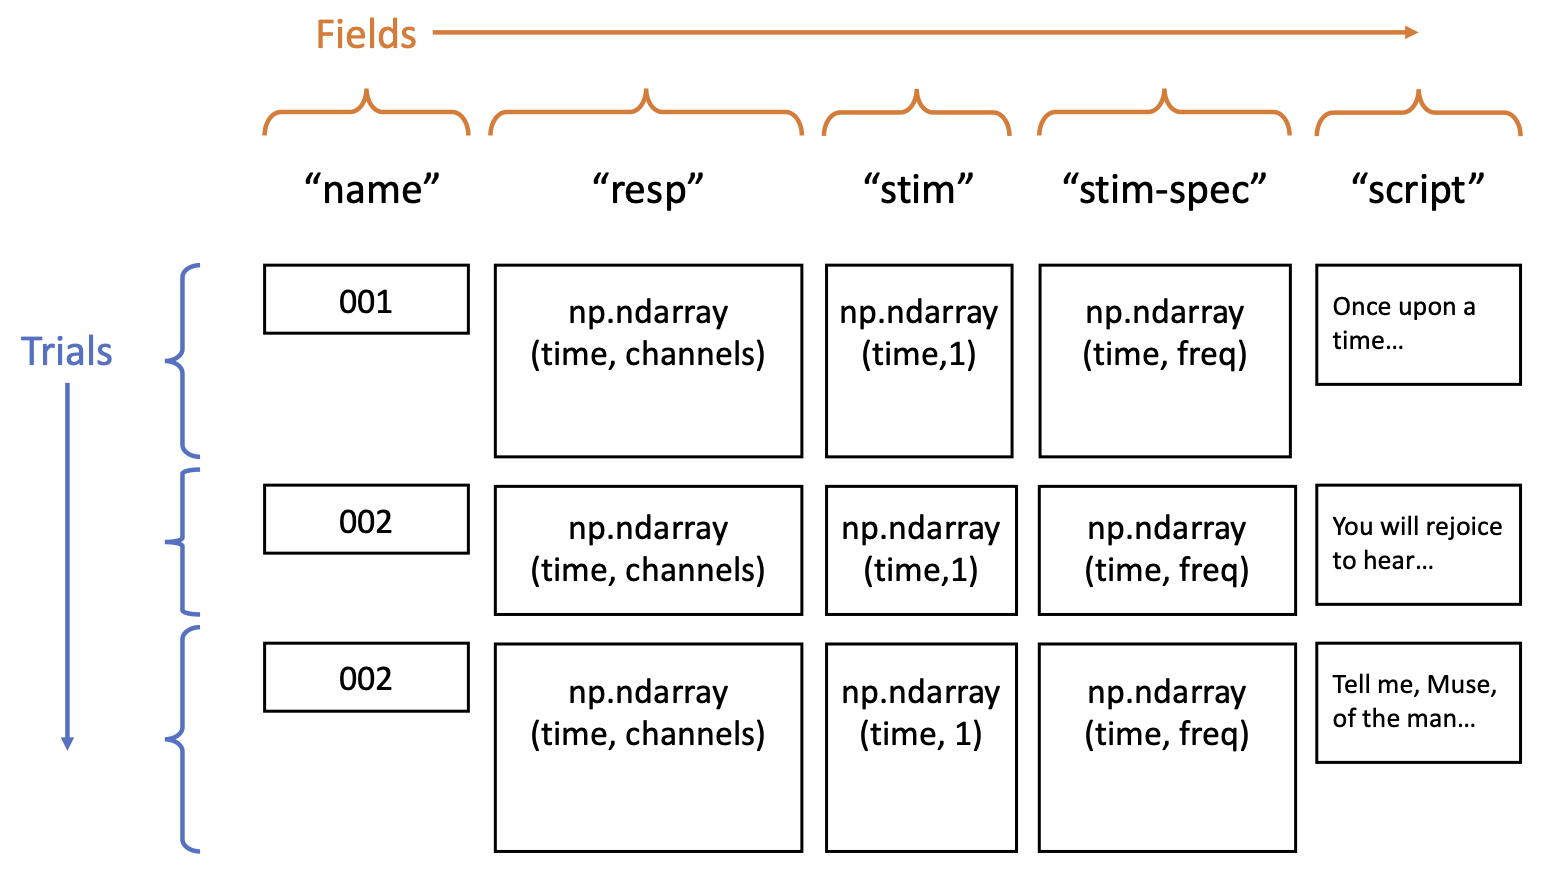 Fields
“name” “resp” “stim” “stim-spec” “script”
Trials
001
np.ndarray
(time, channels)
np.ndarray
(time,1)
np.ndarray
(time, freq)
Once upon a
time…
002
np.ndarray
(time, channels)
np.ndarray
(time,1)
np.ndarray
(time, freq)
You will rejoice
to hear…
002
np.ndarray
(time, channels)
np.ndarray
(time, 1)
np.ndarray
(time, freq)
Tell me, Muse,
of the man…